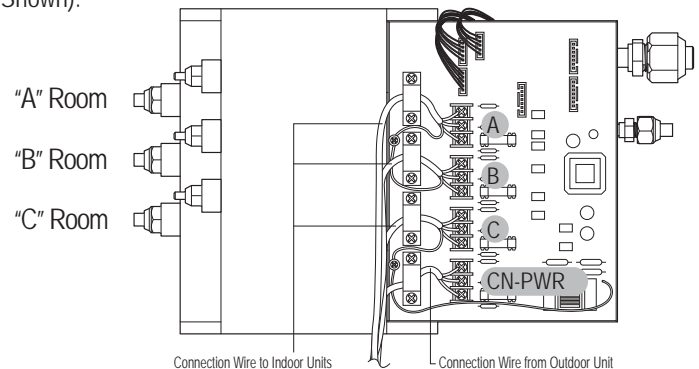 Shown).
"A" Room
"B" Room
"C" Room
A
B
C
CN-PWR
Connection Wire to Indoor Units
Connection Wire from Outdoor Unit